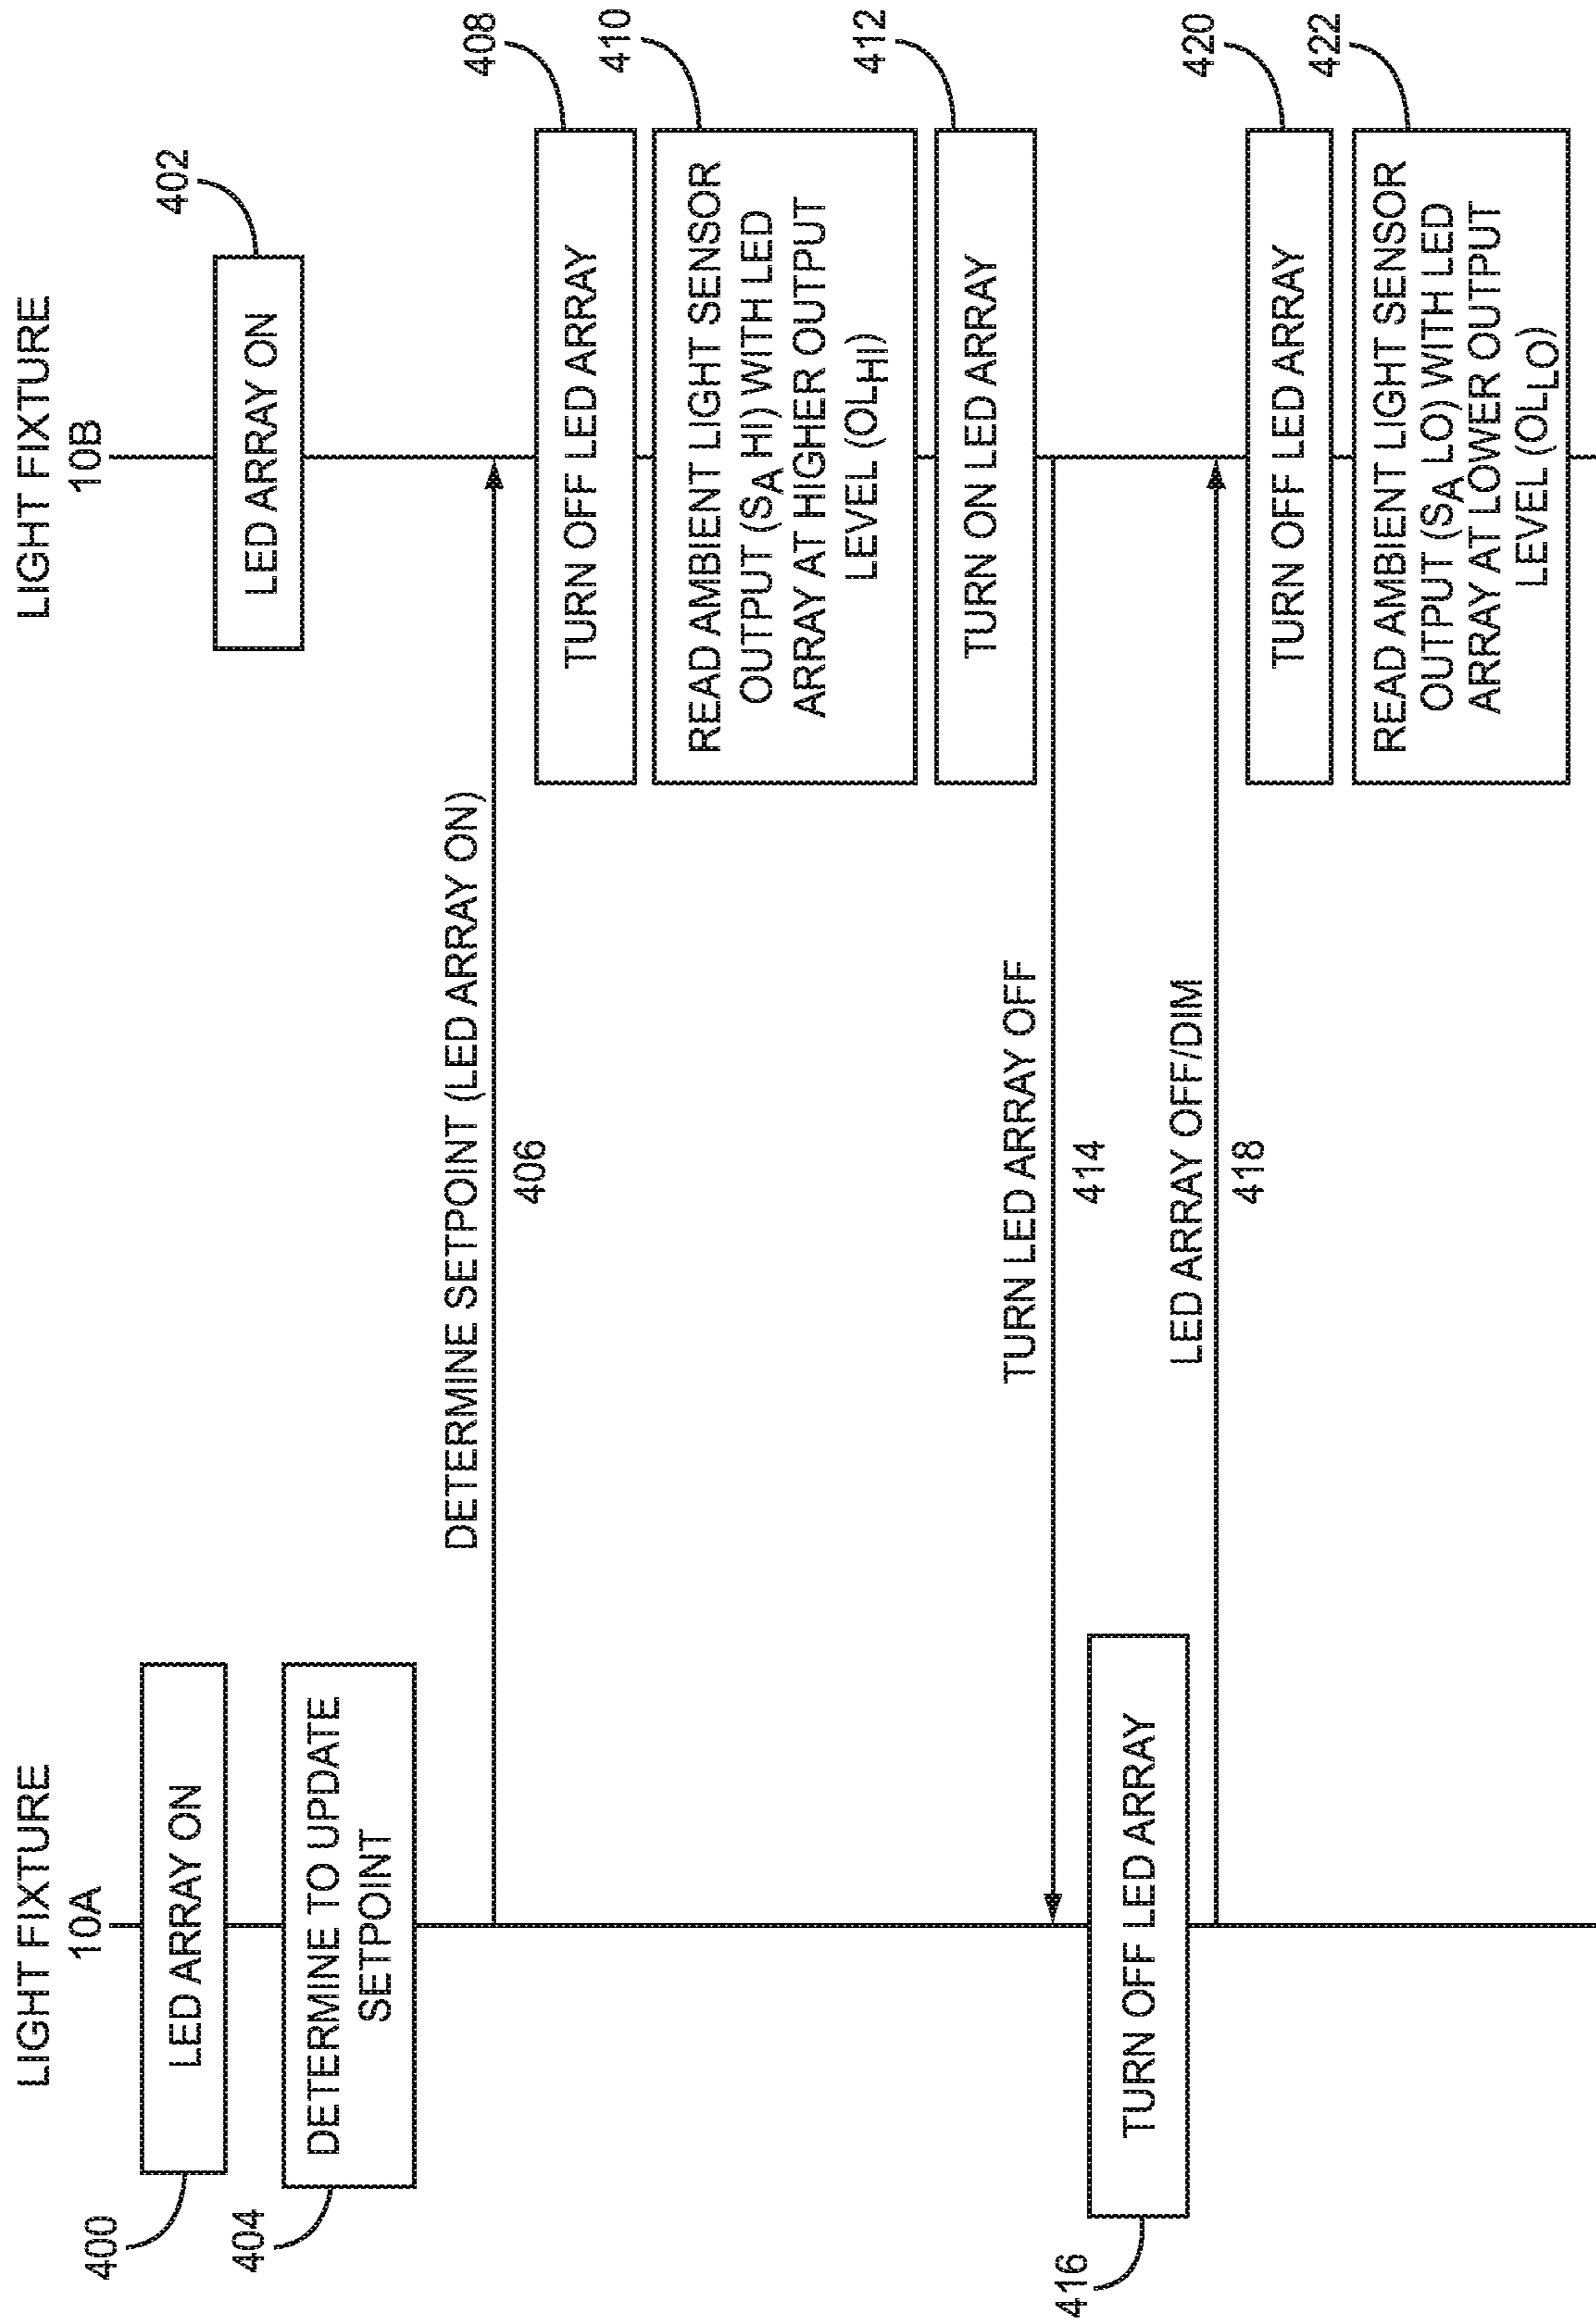 LIGHT FIXTURE
10A
LIGHT FIXTURE
10B
400
LED ARRAY ON
402
LED ARRAY ON
404
DETERMINE TO UPDATE
SETPOINT
DETERMINE SETPOINT (LED ARRAY ON)
406
408
TURN OFF LED ARRAY
410
READ AMBIENT LIGHT SENSOR
OUTPUT (SA HI) WITH LED
ARRAY AT HIGHER OUTPUT
LEVEL (OLHI)
412
TURN ON LED ARRAY
TURN LED ARRAY OFF
414
416
TURN OFF LED ARRAY
LED ARRAY OFF/DIM
418
420
TURN OFF LED ARRAY
422
READ AMBIENT LIGHT SENSOR
OUTPUT (SA LO) WITH LED
ARRAY AT LOWER OUTPUT
LEVEL (OLLO)